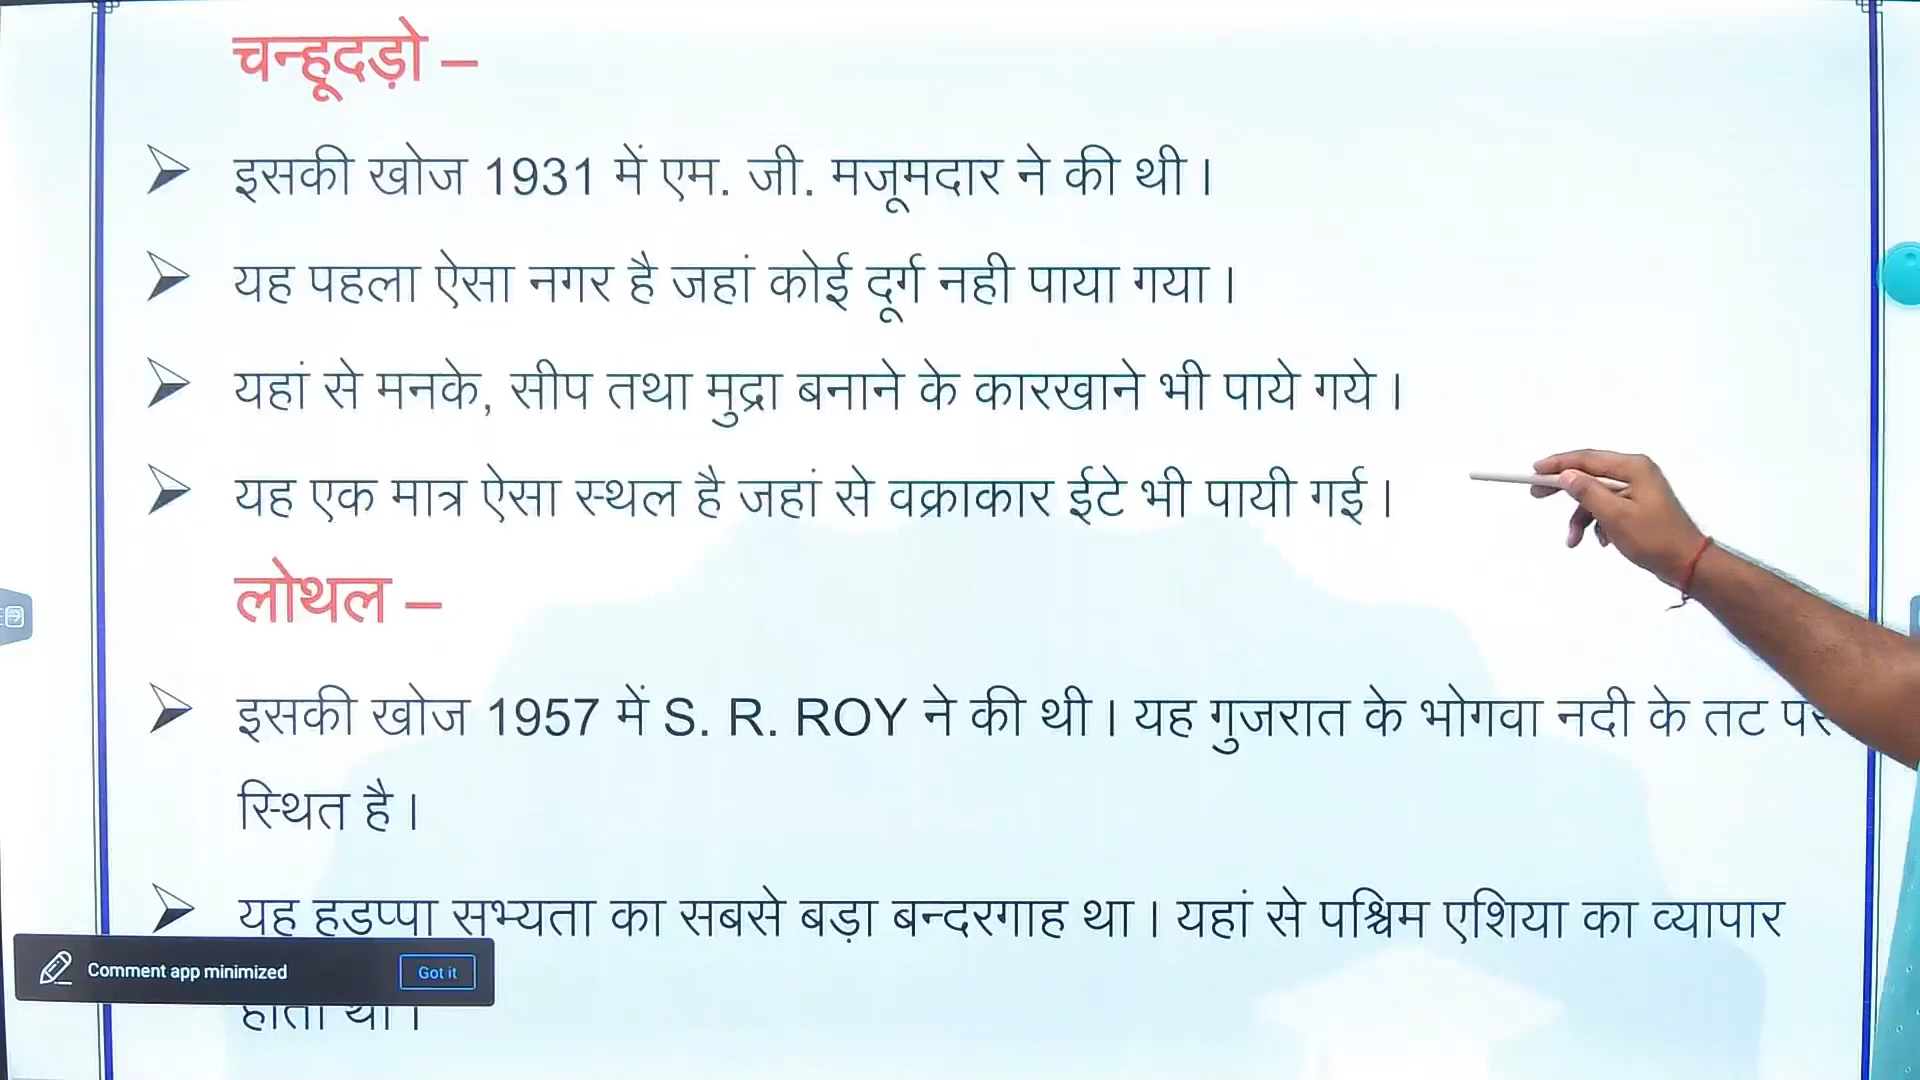 चन्हूदड़ो –
इसकी खोज 1931 में एम. जी. मजूमदार ने की थी।
यह पहला ऐसा नगर है जहां कोई दूर्ग नही पाया गया।
यहां से मनके, सीप तथा मुद्रा बनाने के कारखाने भी पाये गये।
यह एक मात्र ऐसा स्थल है जहां से वक्राकार ईटे भी पायी गई।
लोथल –
इसकी खोज 1957 में S. R. ROY ने की थी। यह गुजरात के भोगवा नदी के तट पर
स्थित है।
यह हडप्पा सभ्यता का सबसे बड़ा बन्दरगाह था। यहां से पश्चिम एशिया का व्यापार
Comment app minimized Got it
होता था।